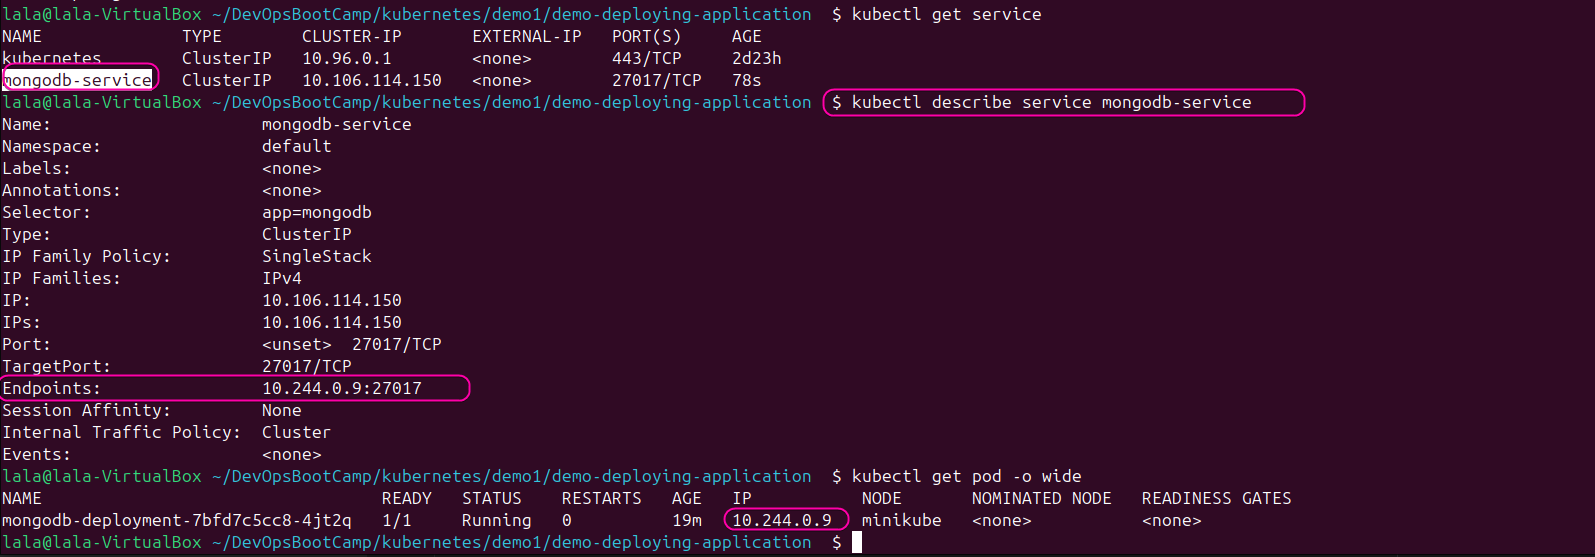 lala@lala-VirtualBox ~/DevOpsBootCamp/kubernetes/demo1/demo-deploying-application $ kubectl get service
NAME TYPE CLUSTER-IP EXTERNAL-IP PORT(S) AGE
kubernetes ClusterIP 10.96.0.1 <none> 443/TCP 2d23h
mongodb-service ClusterIP 10.106.114.150 <none> 27017/TCP 78s
lala@lala-VirtualBox ~/DevOpsBootCamp/kubernetes/demo1/demo-deploying-application $ kubectl describe service mongodb-service
Name: mongodb-service
Namespace: default
Labels: <none>
Annotations: <none>
Selector: app=mongodb
Type: ClusterIP
IP Family Policy: SingleStack
IP Families: IPv4
IP: 10.106.114.150
IPs: 10.106.114.150
Port: <unset> 27017/TCP
TargetPort: 27017/TCP
Endpoints: 10.244.0.9:27017
Session Affinity: None
Internal Traffic Policy: Cluster
Events: <none>
lala@lala-VirtualBox ~/DevOpsBootCamp/kubernetes/demo1/demo-deploying-application $ kubectl get pod -o wide
NAME READY STATUS RESTARTS AGE IP NODE NOMINATED NODE READINESS GATES
mongodb-deployment-7bfd7c5cc8-4jt2q 1/1 Running 0 19m 10.244.0.9 minikube <none> <none>
lala@lala-VirtualBox ~/DevOpsBootCamp/kubernetes/demo1/demo-deploying-application $